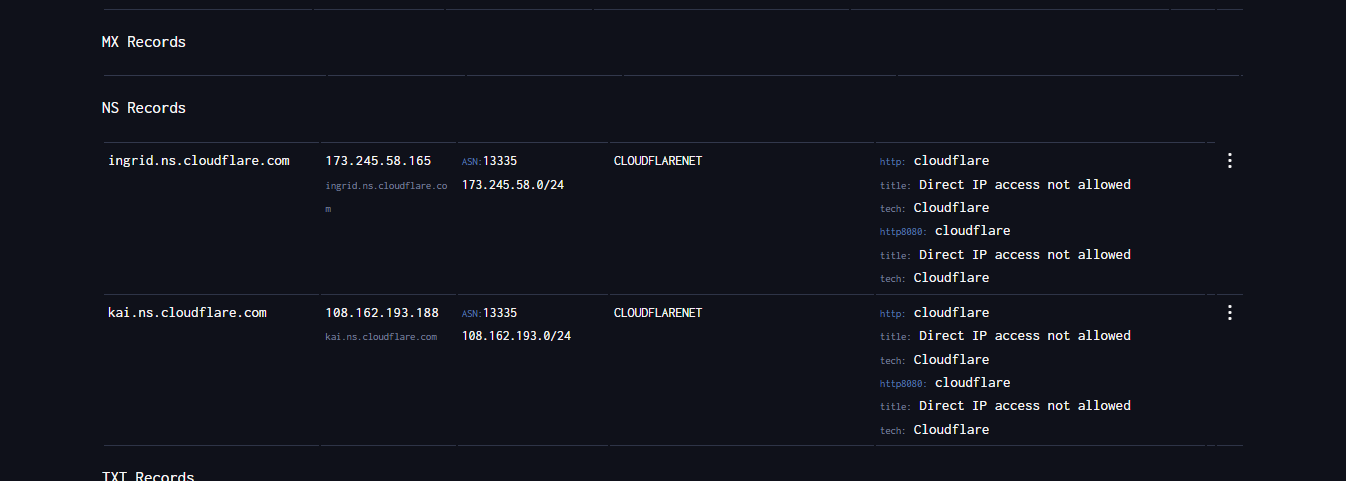 MX Records
NS Records
ingrid.ns.cloudflare.com 173.245.58.165 ASN:13335 CLOUDFLARENET http: cloudflare
ingrid.ns.cloudflare.co 173.245.58.0/24 title: Direct IP access not allowed
m tech: Cloudflare
http8080: cloudflare
title: Direct IP access not allowed
tech: Cloudflare
kai.ns.cloudflare.com 108.162.193.188 ASN:13335 CLOUDFLARENET http: cloudflare
kai.ns.cloudflare.com 108.162.193.0/24 title: Direct IP access not allowed
tech: Cloudflare
http8080: cloudflare
title: Direct IP access not allowed
tech: Cloudflare
TXT Records